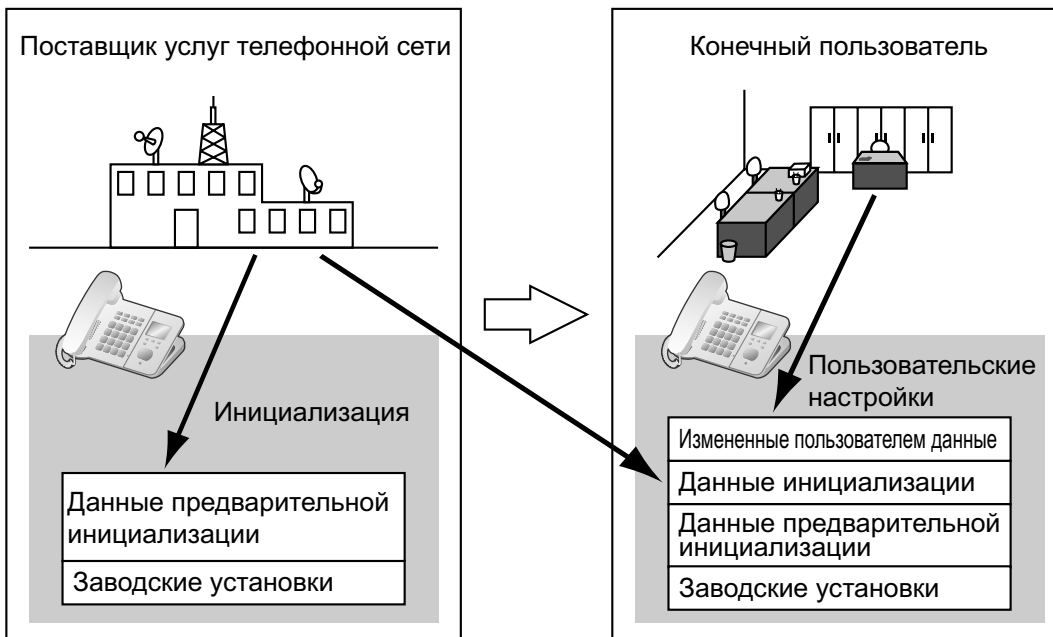 Поставщик услуг телефонной сети
Инициализация
Данные предварительной
инициализации
Заводские установки
Конечный пользователь
Пользовательские
настройки
Измененные пользователем данные
Данные инициализации
Данные предварительной
инициализации
Заводские установки